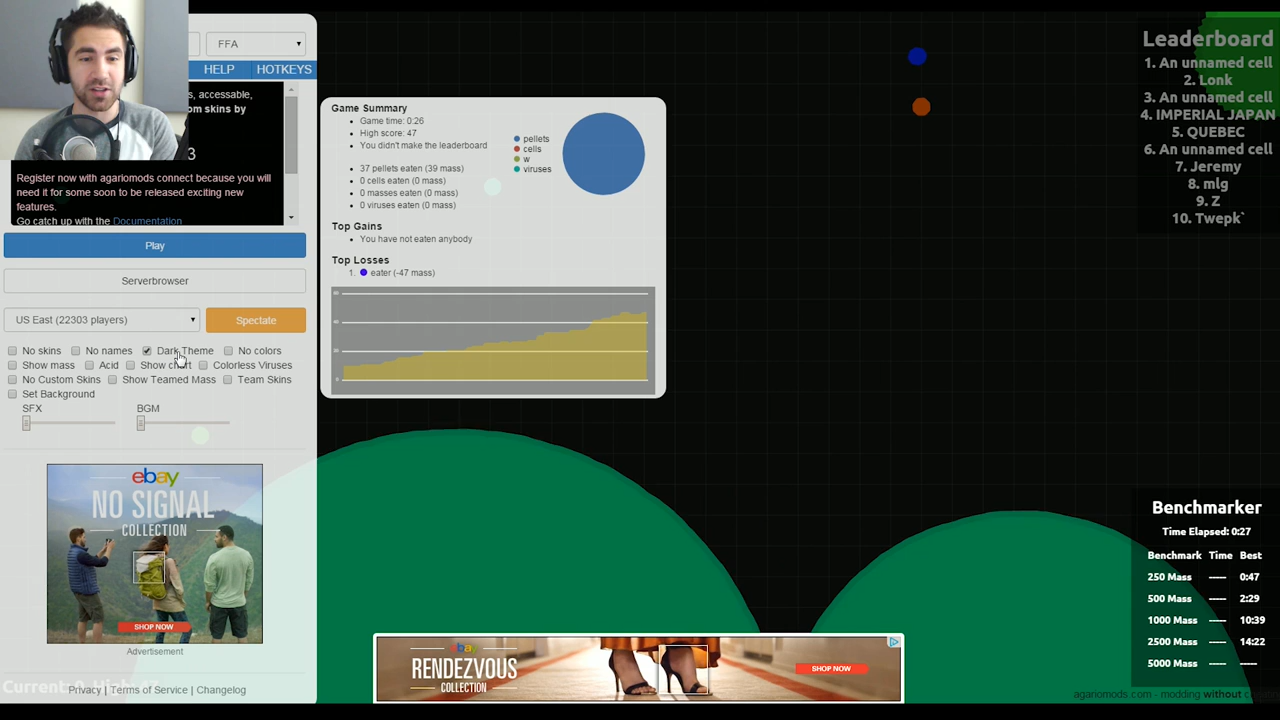 FFA
HELP
HOTKEYS
s, accessable,
om skins by
3
Register now with agariomods connect because you will
need it for some soon to be released exciting new
features.
Go catch up with the Documentation
Play
Serverbrowser
US East (22303 players)
Spectate
No skins
No names
Dark Theme
No colors
Show mass
Acid
Show chart
Colorless Viruses
No Custom Skins
Show Teamed Mass
Team Skins
Set Background
SFX
BGM
ebay
NO SIGNAL
COLLECTION
SHOP NOW
Advertisement
Privacy | Terms of Service | Changelog
Game Summary
Game time: 0:26
High score: 47
You didn't make the leaderboard
37 pellets eaten (39 mass)
0 cells eaten (0 mass)
0 masses eaten (0 mass)
0 viruses eaten (0 mass)
pellets
cells
w
viruses
Top Gains
You have not eaten anybody
Top Losses
1. eater (-47 mass)
ebay
RENDEZVOUS
COLLECTION
SHOP NOW
Leaderboard
1. An unnamed cell
2. Lonk
3. An unnamed cell
4. IMPERIAL JAPAN
5. QUEBEC
6. An unnamed cell
7. Jeremy
8. mlg
9. Z
10. Twepk`
Benchmarker
Time Elapsed: 0:27
Benchmark Time Best
250 Mass ----- 0:47
500 Mass ----- 2:29
1000 Mass ----- 10:39
2500 Mass ----- 14:22
5000 Mass ----- -----
agariomods.com - modding without